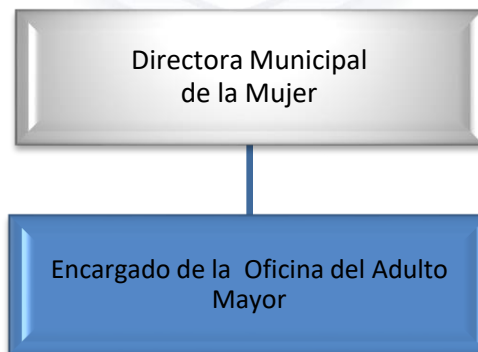 Directora Municipal
de la Mujer
Encargado de la Oficina del Adulto
Mayor